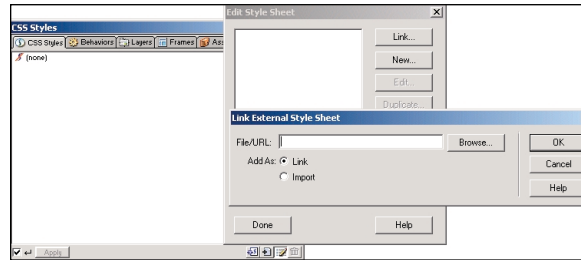 Edit Style Sheet
CSS Styles
CSS Styles Behaviors Layers Frames Ass
(none)
Link...
New...
Edit...
Duplicate...
Link External Style Sheet
File/URL: Browse... OK
Add As: Link Cancel
Import Help
Done Help
Apply